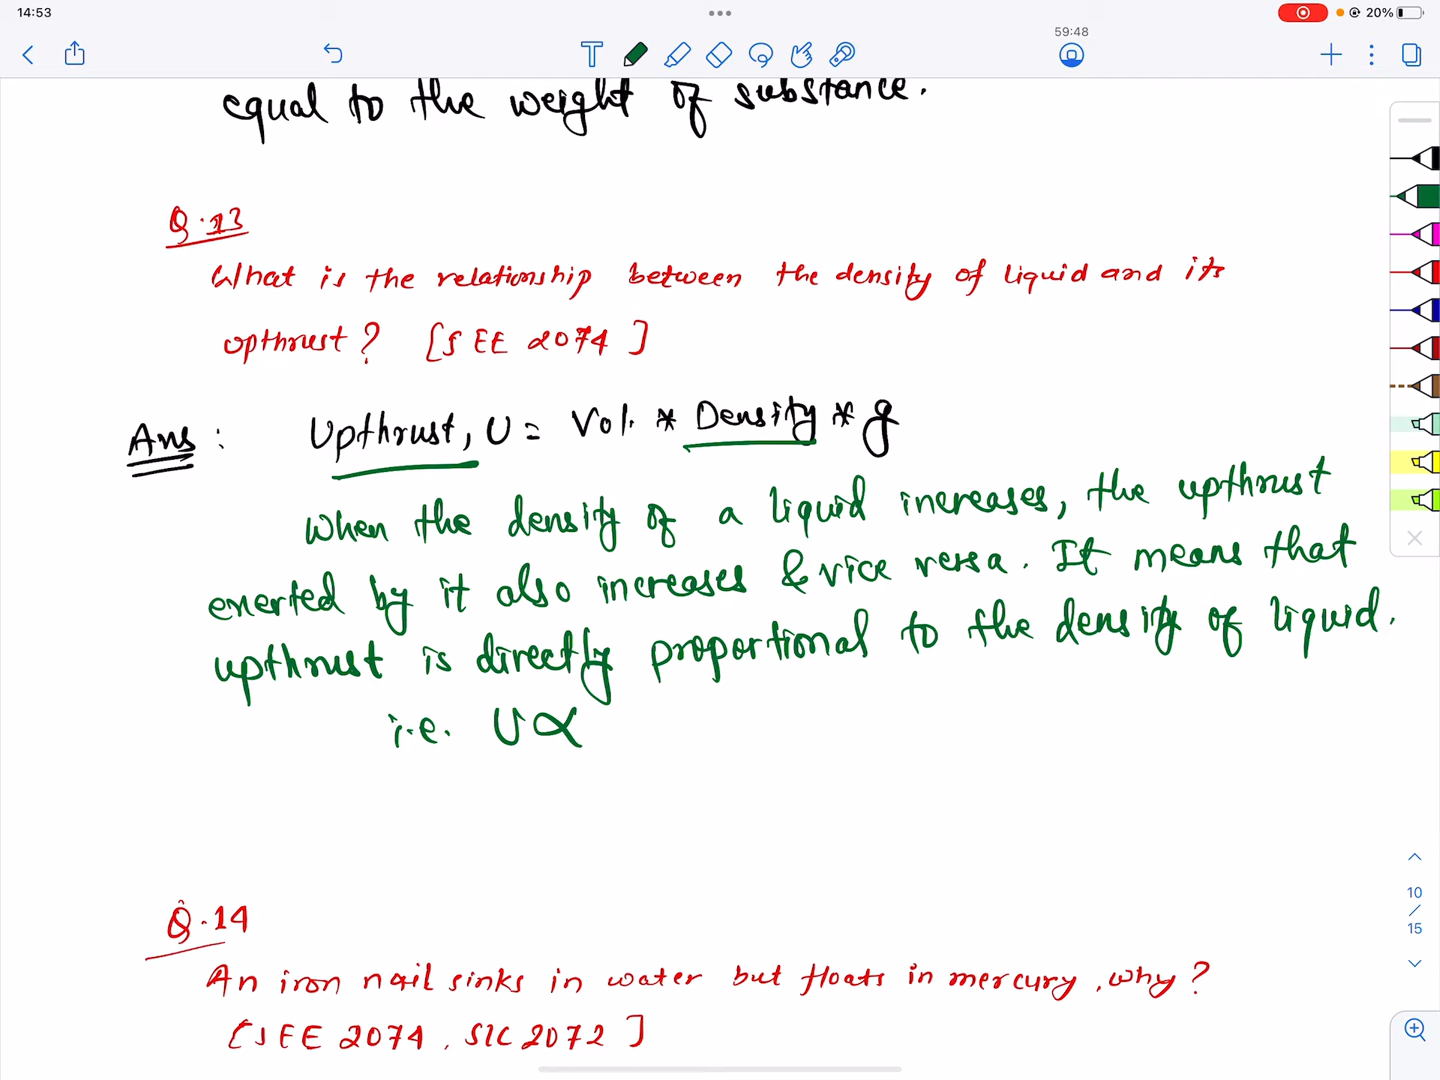 14:53
20%
59:48
equal to the weight of substance.
Q.13
What is the relationship between the density of liquid and its
upthrust? [SEE 2074]
Ans: Upthrust, U = Vol. * Density * g
When the density of a liquid increases, the upthrust
exerted by it also increases & vice versa. It means that
upthrust is directly proportional to the density of liquid.
i.e. U ∝
10
/
15
Q.14
An iron nail sinks in water but floats in mercury, why?
[SEE 2074, SLC 2072]